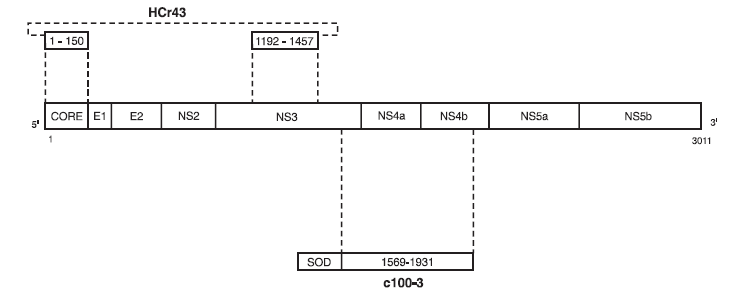 HCr43
1 - 150
1192 - 1457
5' CORE E1 E2 NS2 NS3 NS4a NS4b NS5a NS5b 3'
1 3011
SOD 1569-1931
c100-3